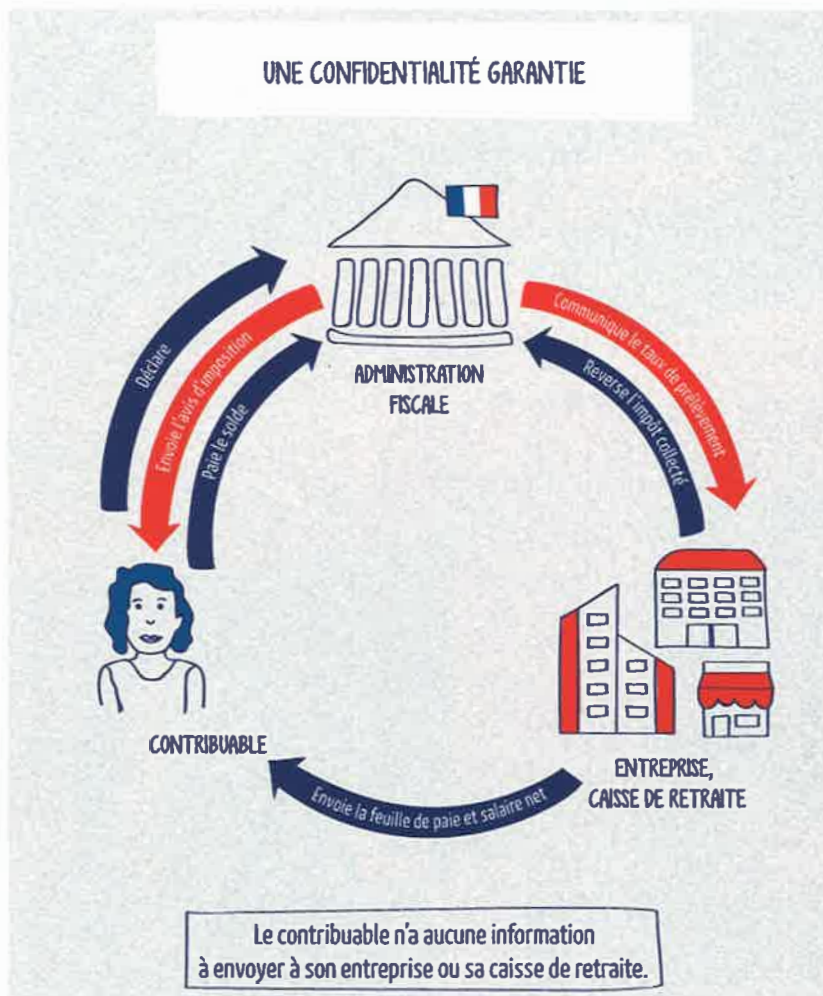 UNE CONFIDENTIALITÉ GARANTIE
Déclare
Envoie l'avis d'imposition
Paie le solde
ADMINISTRATION
FISCALE
Communique le taux de prélèvement
Reverse l'impôt collecté
CONTRIBUABLE
ENTREPRISE,
CAISSE DE RETRAITE
Envoie la feuille de paie et salaire net
Le contribuable n'a aucune information
à envoyer à son entreprise ou sa caisse de retraite.